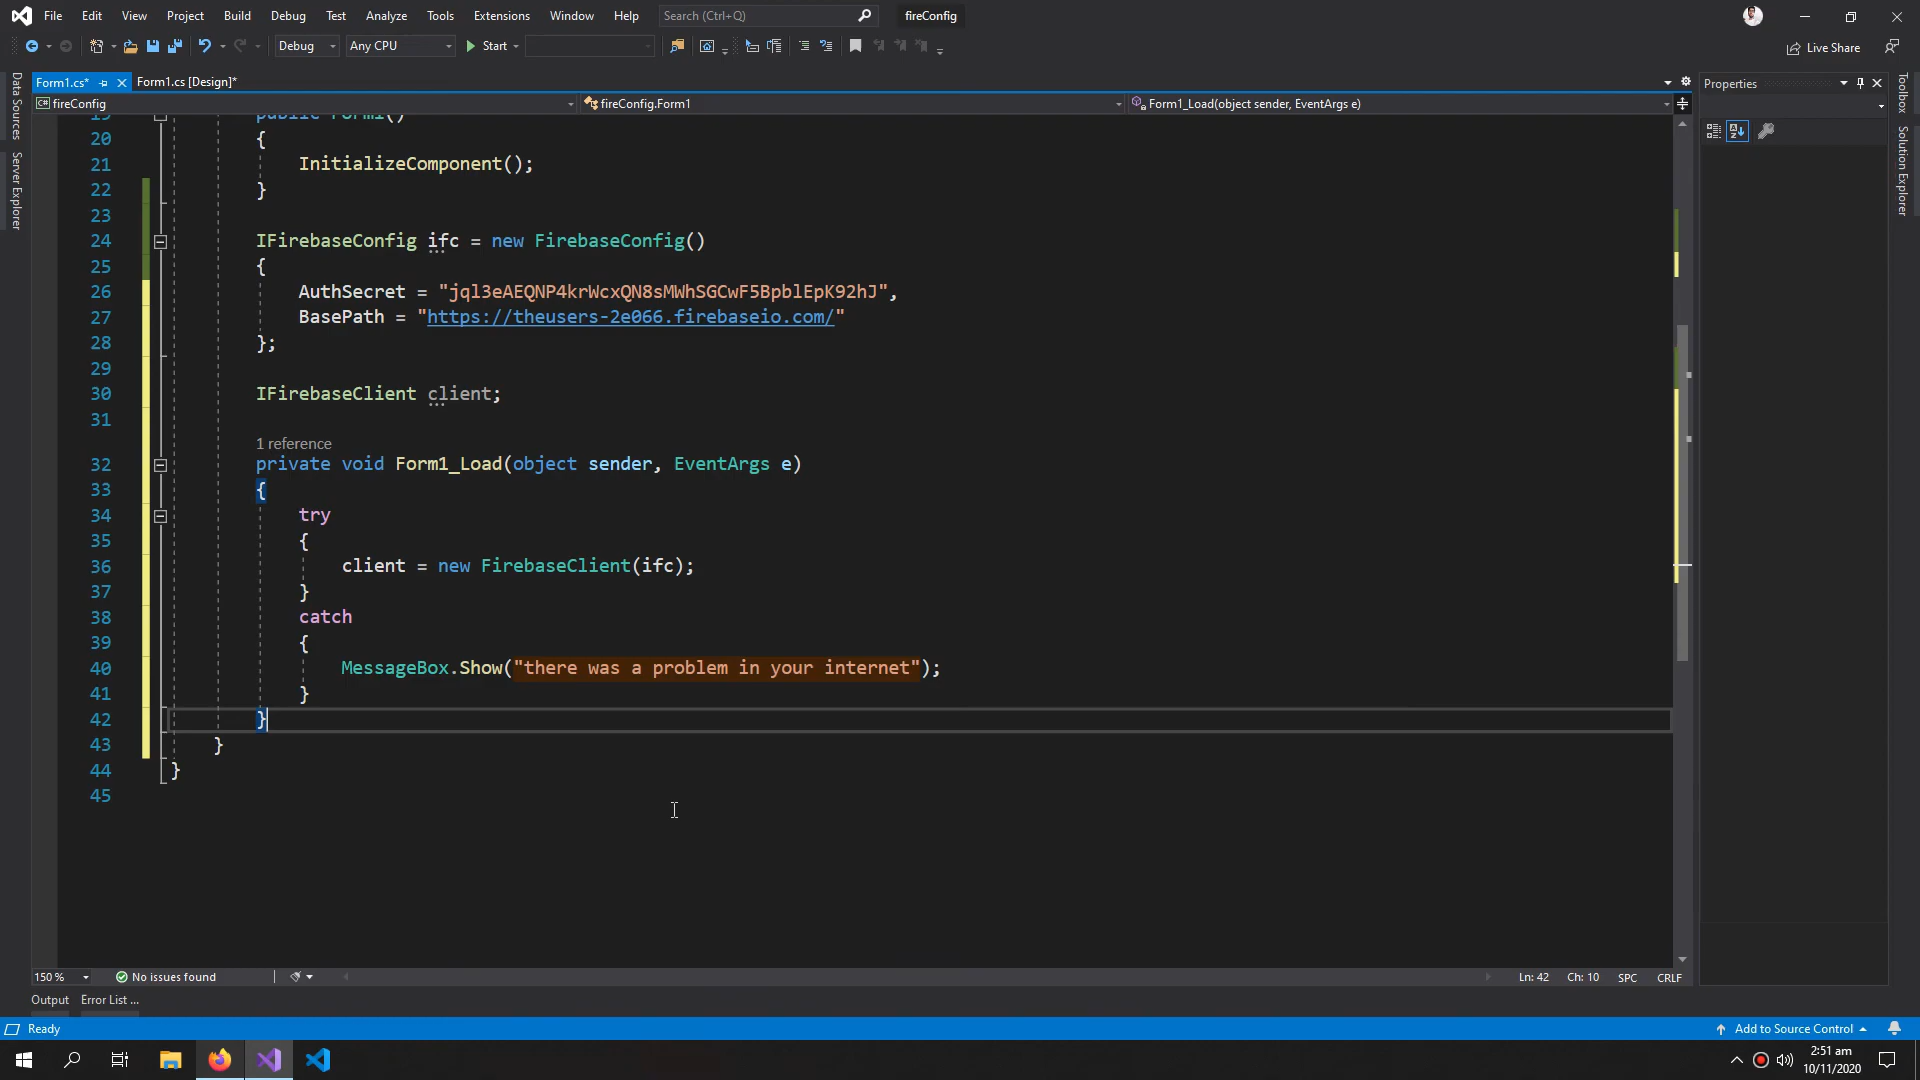 File Edit View Project Build Debug Test Analyze Tools Extensions Window Help Search (Ctrl+Q) fireConfig
Debug Any CPU Start Live Share
Form1.cs* Form1.cs [Design]*
fireConfig fireConfig.Form1 Form1_Load(object sender, EventArgs e)
Data Sources
Server Explorer
19 public Form1()
20 {
21 InitializeComponent();
22 }
23
24 IFirebaseConfig ifc = new FirebaseConfig()
25 {
26 AuthSecret = "jql3eAEQNP4krWcxQN8sMWhSGCwF5BpblEpK92hJ",
27 BasePath = "https://theusers-2e066.firebaseio.com/"
28 };
29
30 IFirebaseClient client;
31
1 reference
32 private void Form1_Load(object sender, EventArgs e)
33 {
34 try
35 {
36 client = new FirebaseClient(ifc);
37 }
38 catch
39 {
40 MessageBox.Show("there was a problem in your internet");
41 }
42 }
43 }
44 }
45
Properties
Toolbox
Solution Explorer
150 % No issues found Ln: 42 Ch: 10 SPC CRLF
Output Error List ...
Ready Add to Source Control
2:51 am
10/11/2020